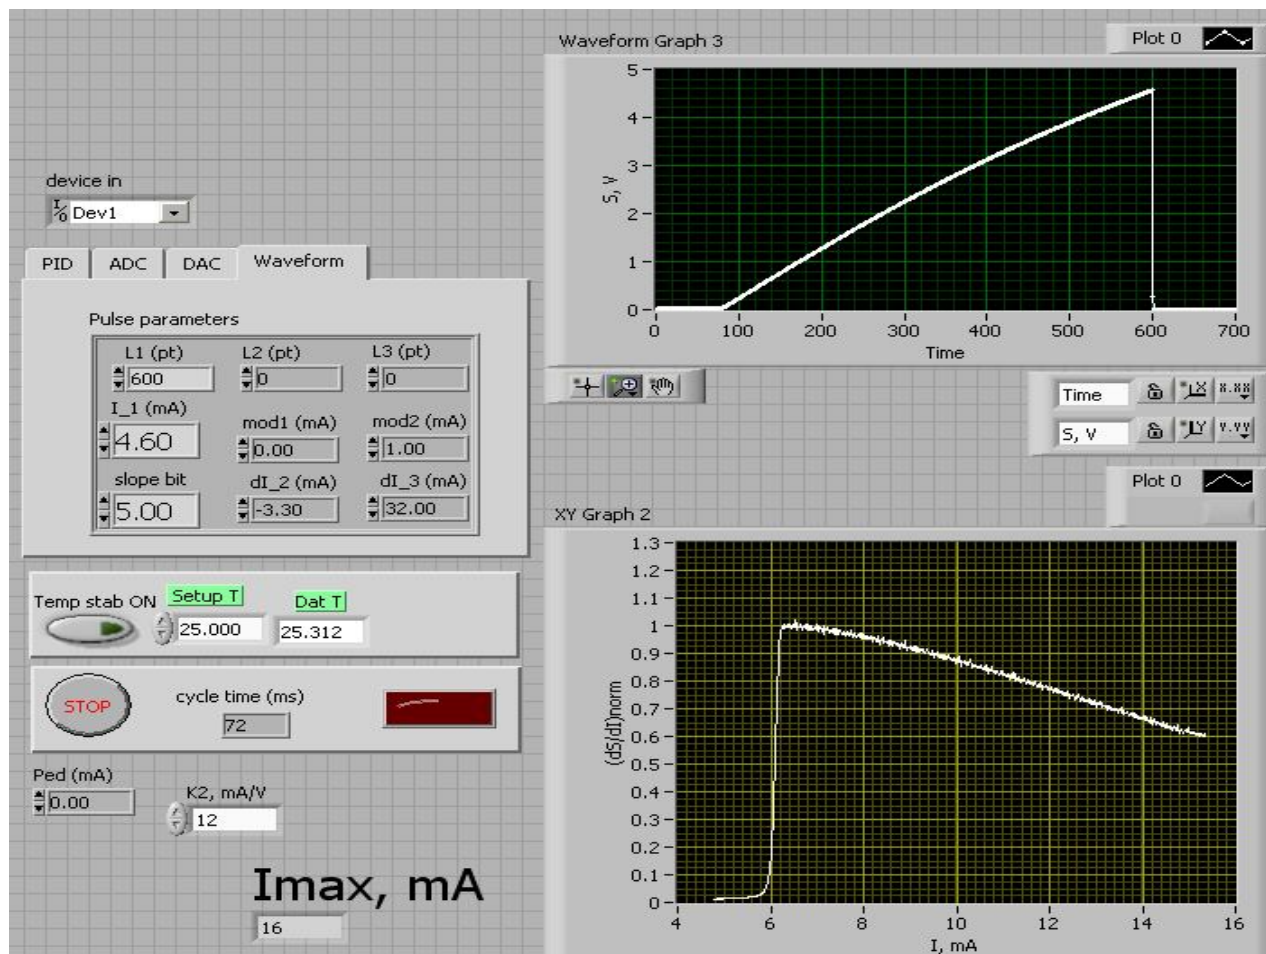 Waveform Graph 3
Plot 0
5
4
3
2
1
0
S, V
0 100 200 300 400 500 600 700
Time
device in
I/O Dev1
PID ADC DAC Waveform
Pulse parameters
L1 (pt) L2 (pt) L3 (pt)
600 0 0
I_1 (mA) mod1 (mA) mod2 (mA)
4.60 0.00 1.00
slope bit dI_2 (mA) dI_3 (mA)
5.00 -3.30 32.00
Time X X.XX
S, V Y Y.YY
Plot 0
XY Graph 2
1.3
1.2
1.1
1
0.9
0.8
0.7
0.6
0.5
0.4
0.3
0.2
0.1
0
(dS/dI)norm
4 6 8 10 12 14 16
I, mA
Temp stab ON Setup T Dat T
25.000 25.312
STOP cycle time (ms)
72
Ped (mA)
0.00
K2, mA/V
12
Imax, mA
16